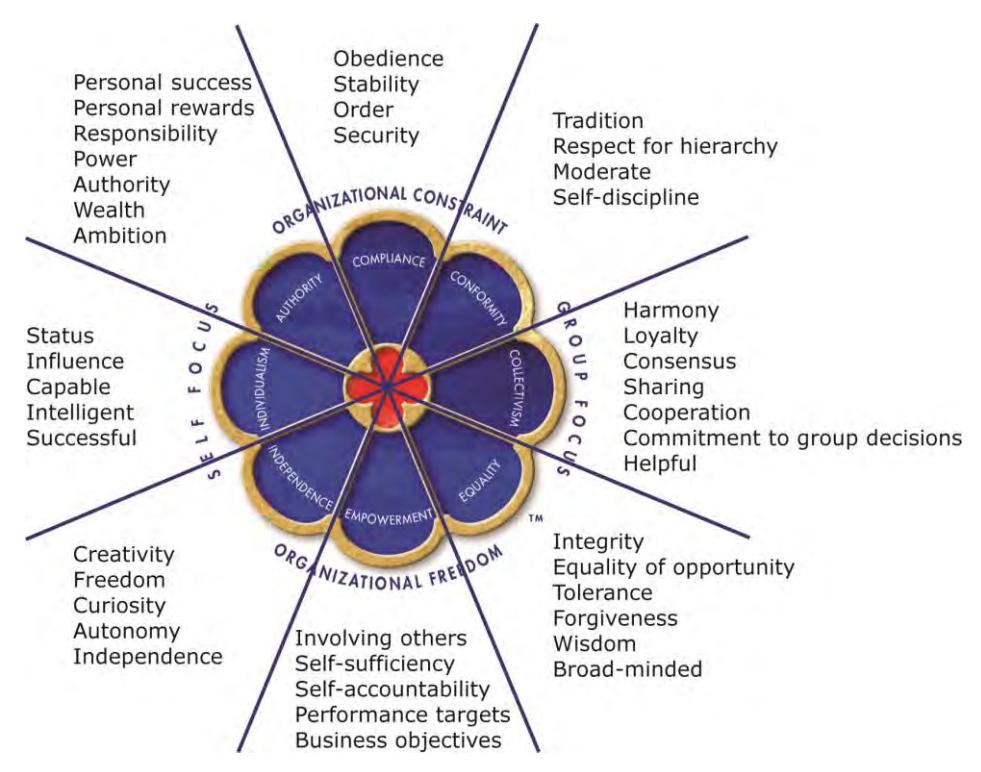 Personal success
Personal rewards
Responsibility
Power
Authority
Wealth
Ambition
Obedience
Stability
Order
Security
Tradition
Respect for hierarchy
Moderate
Self-discipline
ORGANIZATIONAL CONSTRAINT
COMPLIANCE
AUTHORITY
CONFORMITY
SELF FOCUS
GROUP FOCUS
INDIVIDUALISM
COLLECTIVISM
INDEPENDENCE
EMPOWERMENT
EQUALITY
TM
ORGANIZATIONAL FREEDOM
Status
Influence
Capable
Intelligent
Successful
Harmony
Loyalty
Consensus
Sharing
Cooperation
Commitment to group decisions
Helpful
Creativity
Freedom
Curiosity
Autonomy
Independence
Involving others
Self-sufficiency
Self-accountability
Performance targets
Business objectives
Integrity
Equality of opportunity
Tolerance
Forgiveness
Wisdom
Broad-minded